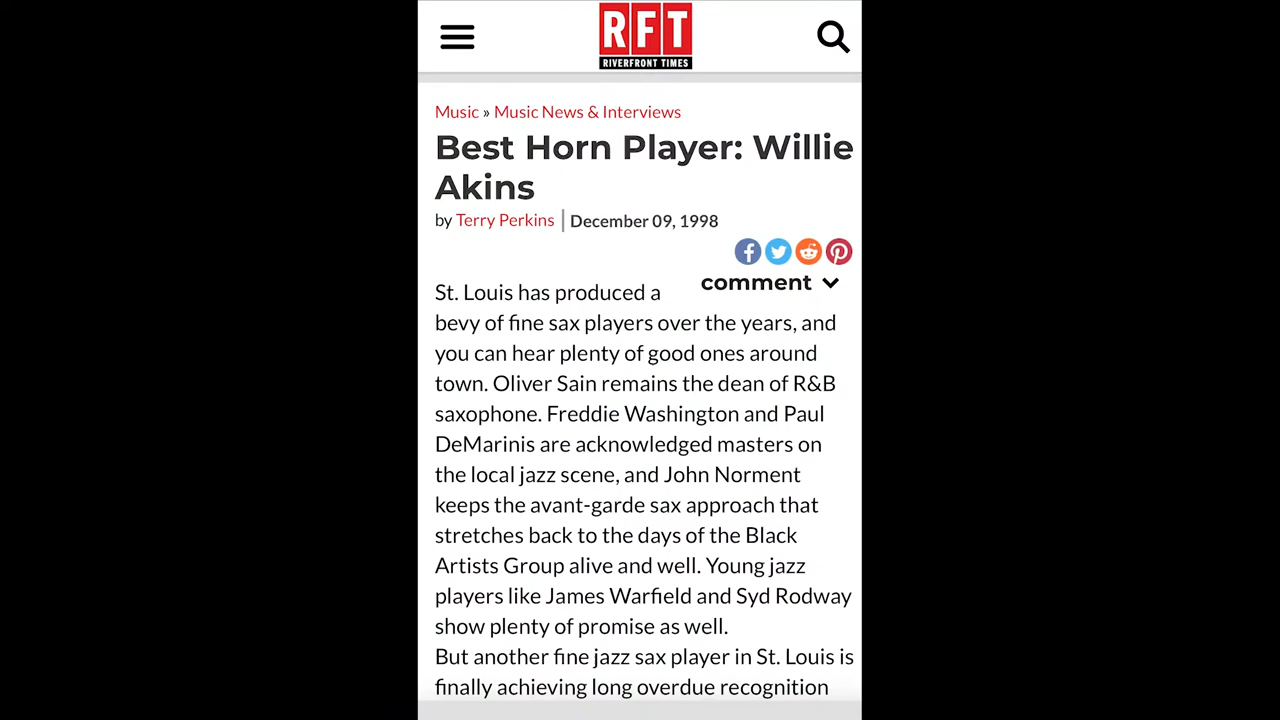 RFT
RIVERFRONT TIMES
Music » Music News & Interviews
Best Horn Player: Willie
Akins
by Terry Perkins | December 09, 1998
comment
St. Louis has produced a
bevy of fine sax players over the years, and
you can hear plenty of good ones around
town. Oliver Sain remains the dean of R&B
saxophone. Freddie Washington and Paul
DeMarinis are acknowledged masters on
the local jazz scene, and John Norment
keeps the avant-garde sax approach that
stretches back to the days of the Black
Artists Group alive and well. Young jazz
players like James Warfield and Syd Rodway
show plenty of promise as well.
But another fine jazz sax player in St. Louis is
finally achieving long overdue recognition